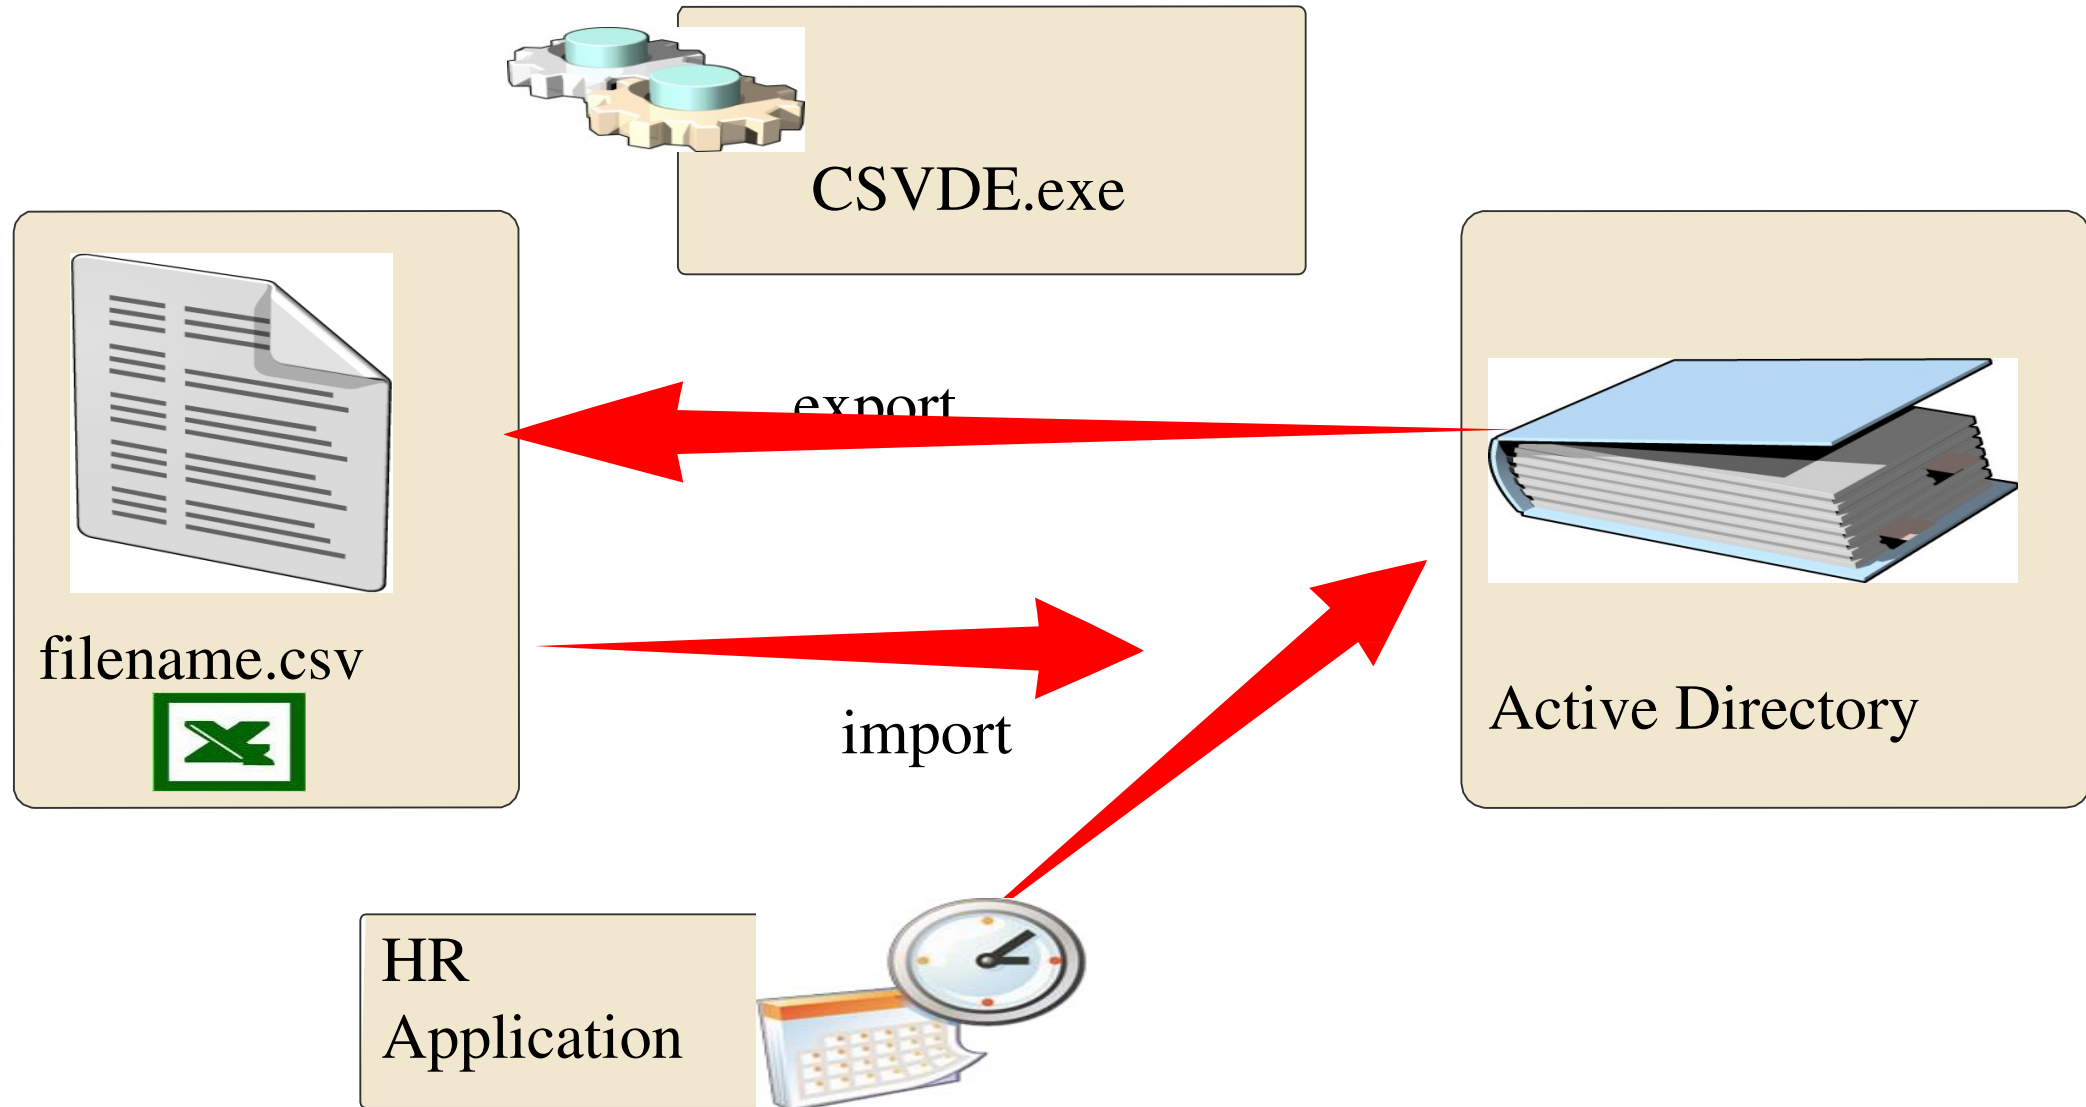 CSVDE.exe
export
filename.csv
import
Active Directory
HR
Application